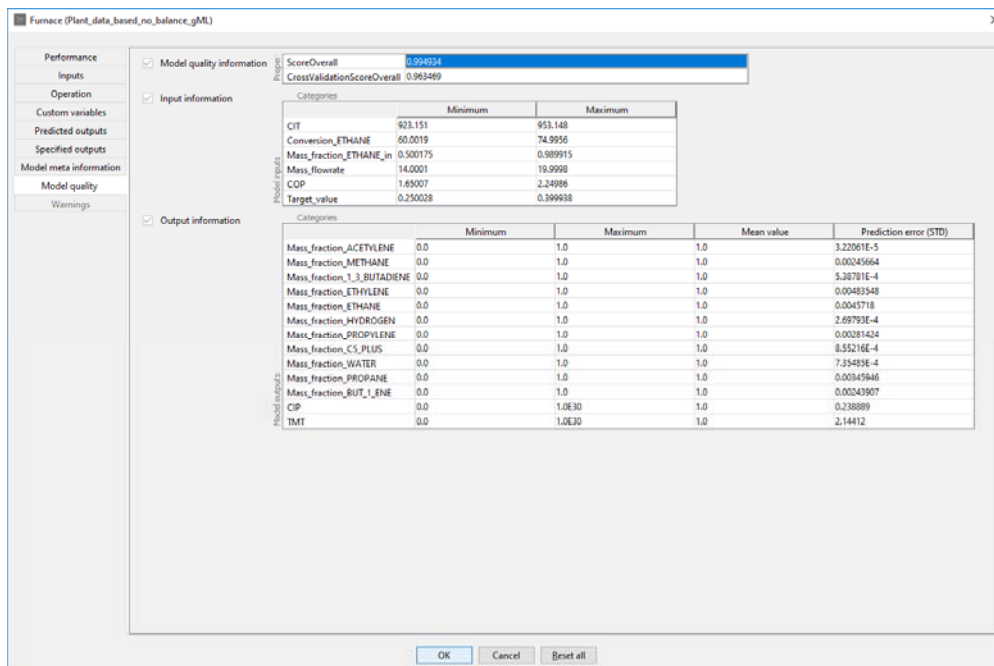 Furnace (Plant_data_based_no_balance_gML)
Performance
Inputs
Operation
Custom variables
Predicted outputs
Specified outputs
Model meta information
Model quality
Warnings
Model quality information
ScoreOverall 0.994934
CrossValidationScoreOverall 0.963469
Input information
Categories
Minimum Maximum
Model inputs
CIT 923.151 953.148
Conversion_ETHANE 60.0019 74.9956
Mass_fraction_ETHANE_in 0.500175 0.989915
Mass_flowrate 14.0001 19.9998
COP 1.65007 2.24986
Target_value 0.250028 0.399938
Output information
Categories
Minimum Maximum Mean value Prediction error (STD)
Model outputs
Mass_fraction_ACETYLENE 0.0 1.0 1.0 3.22061E-5
Mass_fraction_METHANE 0.0 1.0 1.0 0.00245664
Mass_fraction_1_3_BUTADIENE 0.0 1.0 1.0 5.38781E-4
Mass_fraction_ETHYLENE 0.0 1.0 1.0 0.00483548
Mass_fraction_ETHANE 0.0 1.0 1.0 0.0045718
Mass_fraction_HYDROGEN 0.0 1.0 1.0 2.69793E-4
Mass_fraction_PROPYLENE 0.0 1.0 1.0 0.00281424
Mass_fraction_C5_PLUS 0.0 1.0 1.0 8.55216E-4
Mass_fraction_WATER 0.0 1.0 1.0 7.35485E-4
Mass_fraction_PROPANE 0.0 1.0 1.0 0.00345946
Mass_fraction_BUT_1_ENE 0.0 1.0 1.0 0.00243907
CIP 0.0 1.0E30 1.0 0.238889
TMT 0.0 1.0E30 1.0 2.14412
OK Cancel Reset all